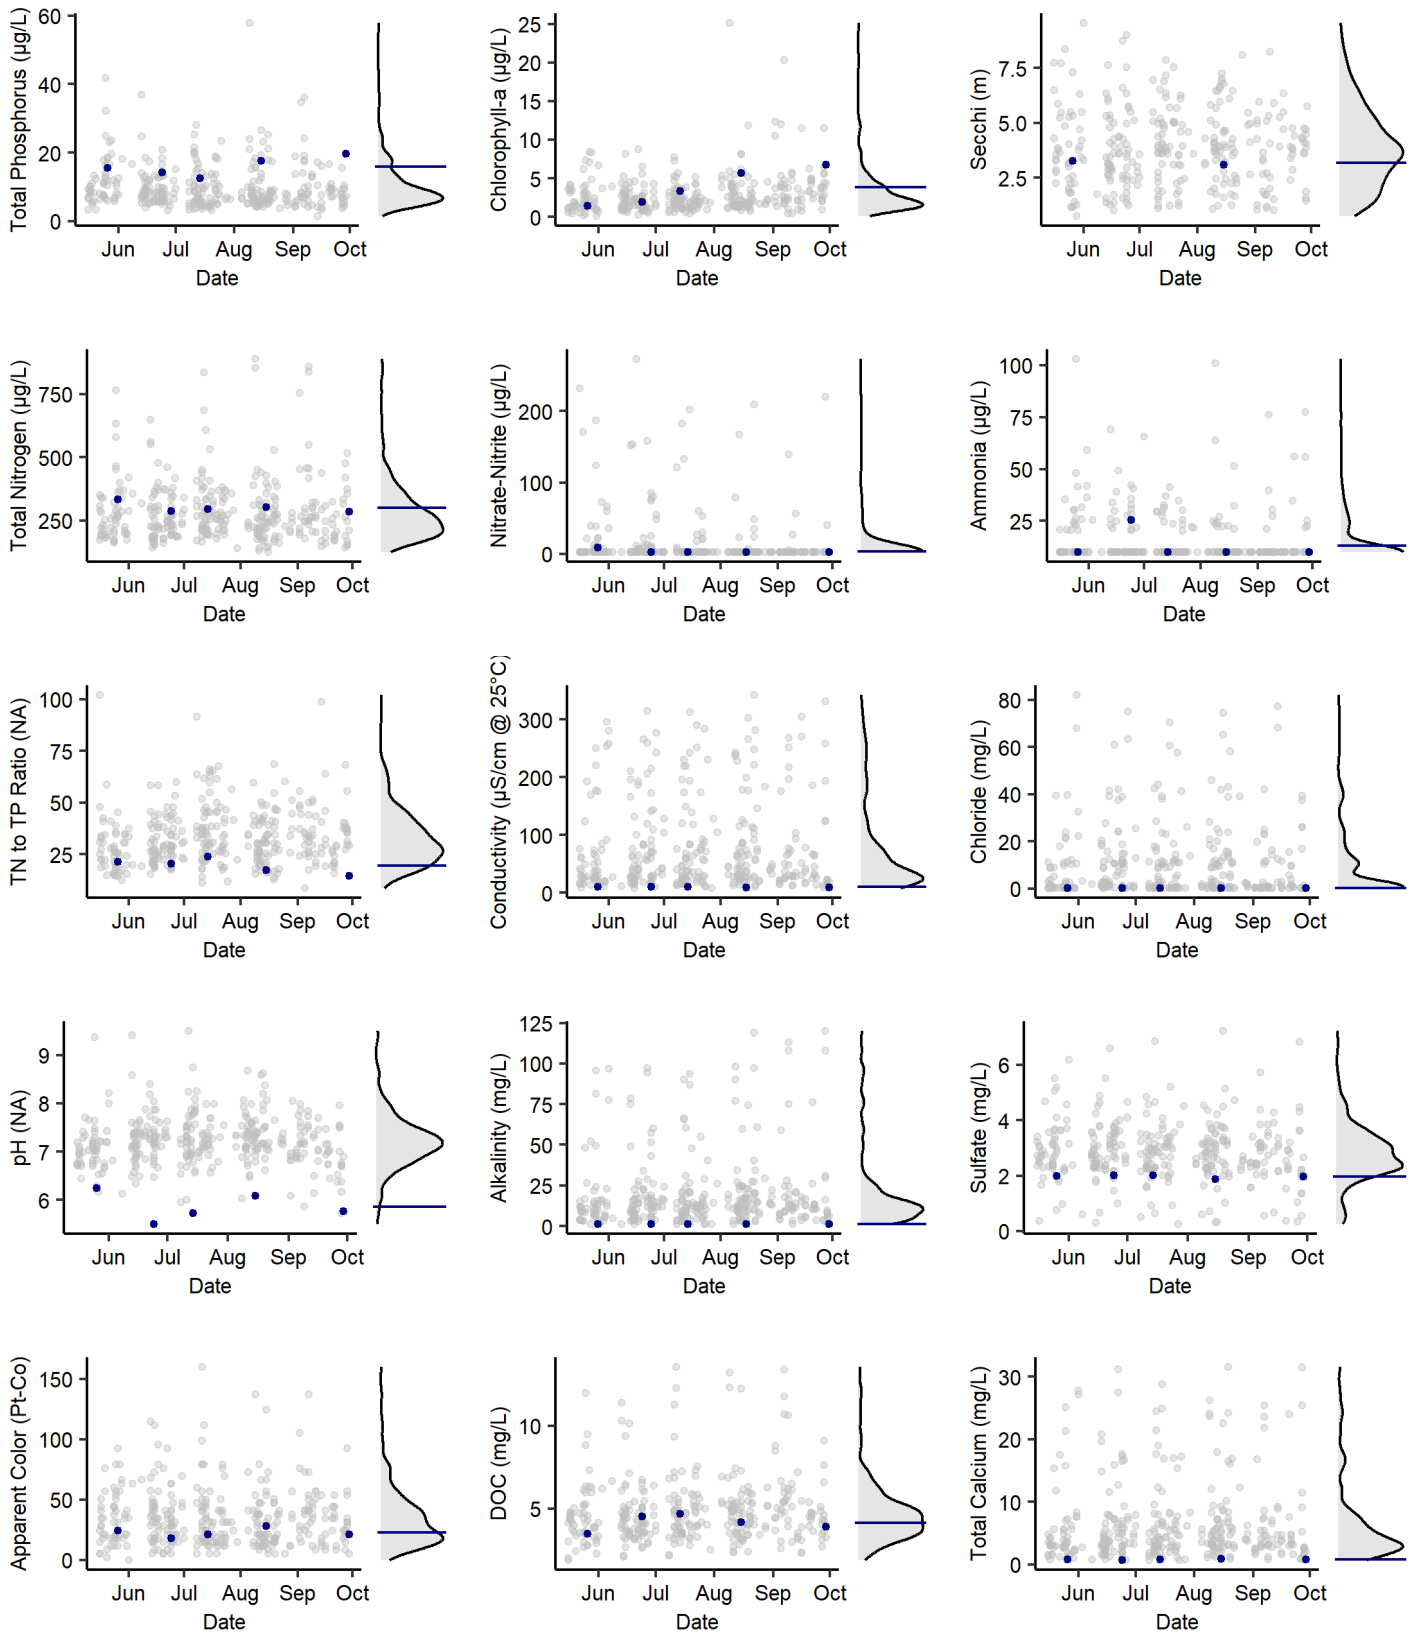 Total Phosphorus (µg/L)
60
40
20
0
Jun Jul Aug Sep Oct
Date
Chlorophyll-a (µg/L)
25
20
15
10
5
0
Jun Jul Aug Sep Oct
Date
Secchi (m)
7.5
5.0
2.5
Jun Jul Aug Sep Oct
Date
Total Nitrogen (µg/L)
750
500
250
Jun Jul Aug Sep Oct
Date
Nitrate-Nitrite (µg/L)
200
100
0
Jun Jul Aug Sep Oct
Date
Ammonia (µg/L)
100
75
50
25
Jun Jul Aug Sep Oct
Date
TN to TP Ratio (NA)
100
75
50
25
Jun Jul Aug Sep Oct
Date
Conductivity (µS/cm @ 25°C)
300
200
100
0
Jun Jul Aug Sep Oct
Date
Chloride (mg/L)
80
60
40
20
0
Jun Jul Aug Sep Oct
Date
pH (NA)
9
8
7
6
Jun Jul Aug Sep Oct
Date
Alkalinity (mg/L)
125
100
75
50
25
0
Jun Jul Aug Sep Oct
Date
Sulfate (mg/L)
6
4
2
0
Jun Jul Aug Sep Oct
Date
Apparent Color (Pt-Co)
150
100
50
0
Jun Jul Aug Sep Oct
Date
DOC (mg/L)
10
5
Jun Jul Aug Sep Oct
Date
Total Calcium (mg/L)
30
20
10
0
Jun Jul Aug Sep Oct
Date